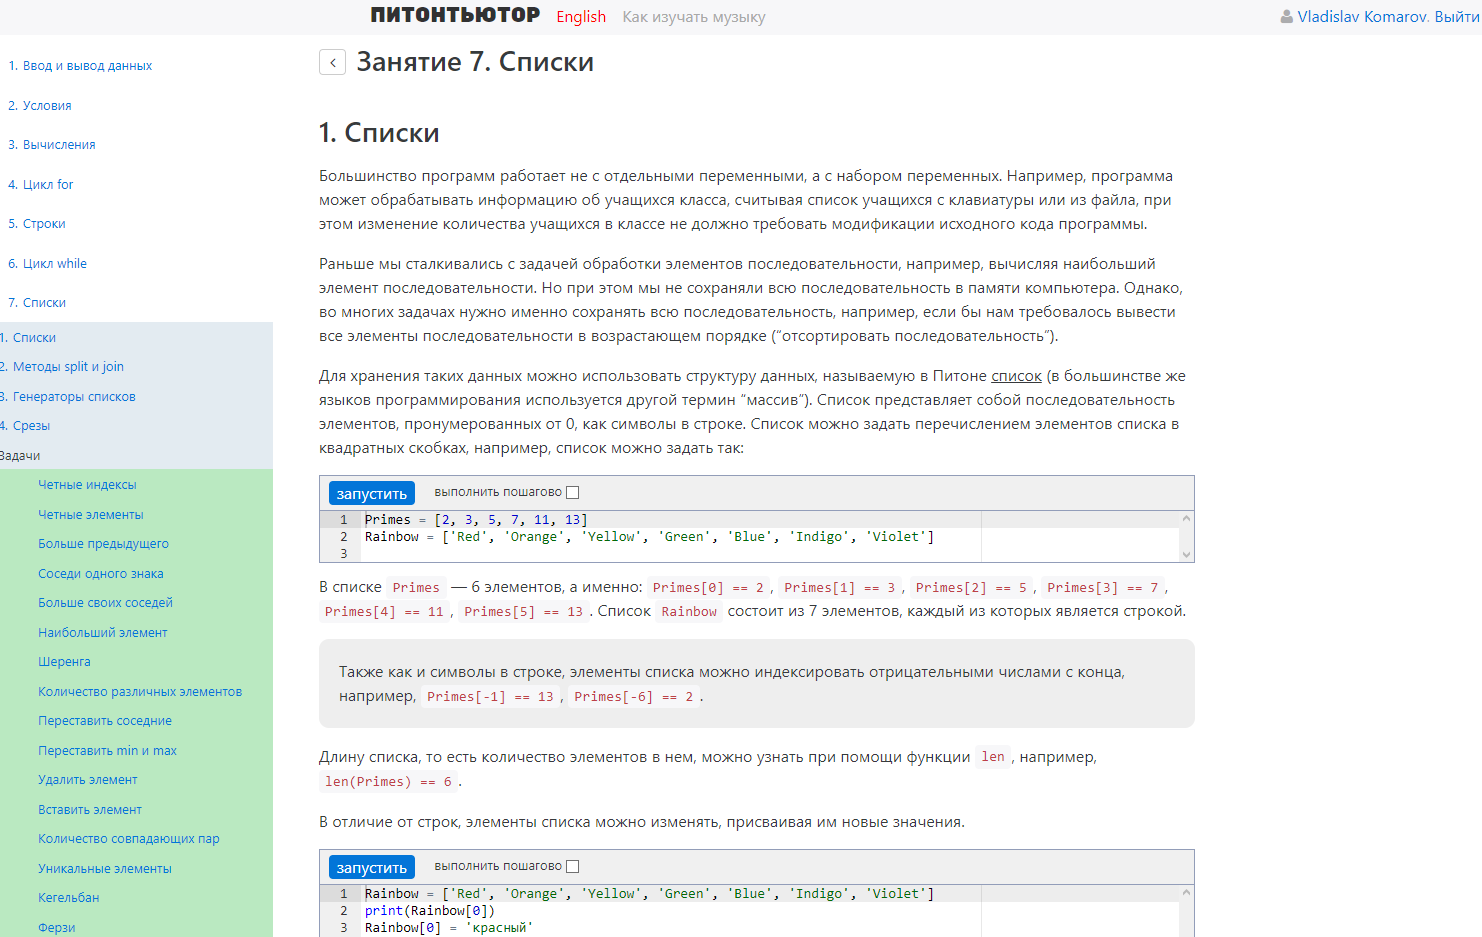 ПИТОНТЬЮТОР English Как изучать музыку Vladislav Komarov. Выйти
1. Ввод и вывод данных
2. Условия
3. Вычисления
4. Цикл for
5. Строки
6. Цикл while
7. Списки
1. Списки
2. Методы split и join
3. Генераторы списков
4. Срезы
Задачи
Четные индексы
Четные элементы
Больше предыдущего
Соседи одного знака
Больше своих соседей
Наибольший элемент
Шеренга
Количество различных элементов
Переставить соседние
Переставить min и max
Удалить элемент
Вставить элемент
Количество совпадающих пар
Уникальные элементы
Кегельбан
Ферзи
Занятие 7. Списки
1. Списки
Большинство программ работает не с отдельными переменными, а с набором переменных. Например, программа
может обрабатывать информацию об учащихся класса, считывая список учащихся с клавиатуры или из файла, при
этом изменение количества учащихся в классе не должно требовать модификации исходного кода программы.
Раньше мы сталкивались с задачей обработки элементов последовательности, например, вычисляя наибольший
элемент последовательности. Но при этом мы не сохраняли всю последовательность в памяти компьютера. Однако,
во многих задачах нужно именно сохранять всю последовательность, например, если бы нам требовалось вывести
все элементы последовательности в возрастающем порядке (“отсортировать последовательность”).
Для хранения таких данных можно использовать структуру данных, называемую в Питоне список (в большинстве же
языков программирования используется другой термин “массив”). Список представляет собой последовательность
элементов, пронумерованных от 0, как символы в строке. Список можно задать перечислением элементов списка в
квадратных скобках, например, список можно задать так:
запустить выполнить пошагово
1 Primes = [2, 3, 5, 7, 11, 13]
2 Rainbow = ['Red', 'Orange', 'Yellow', 'Green', 'Blue', 'Indigo', 'Violet']
3
В списке Primes — 6 элементов, а именно: Primes[0] == 2 , Primes[1] == 3 , Primes[2] == 5 , Primes[3] == 7 ,
Primes[4] == 11 , Primes[5] == 13 . Список Rainbow состоит из 7 элементов, каждый из которых является строкой.
Также как и символы в строке, элементы списка можно индексировать отрицательными числами с конца,
например, Primes[-1] == 13 , Primes[-6] == 2 .
Длину списка, то есть количество элементов в нем, можно узнать при помощи функции len , например,
len(Primes) == 6 .
В отличие от строк, элементы списка можно изменять, присваивая им новые значения.
запустить выполнить пошагово
1 Rainbow = ['Red', 'Orange', 'Yellow', 'Green', 'Blue', 'Indigo', 'Violet']
2 print(Rainbow[0])
3 Rainbow[0] = 'красный'